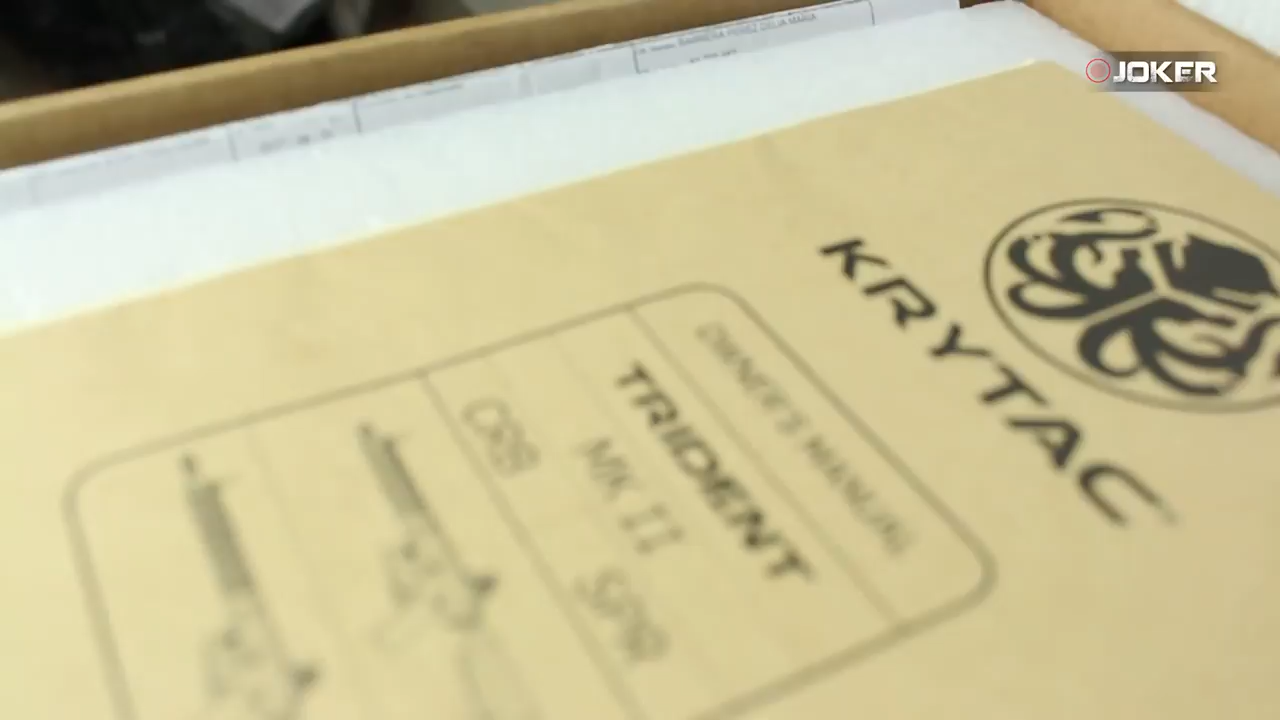 JOKER
KRYTAC
OWNER'S MANUAL
TRIDENT
MK II
CRB
SPR